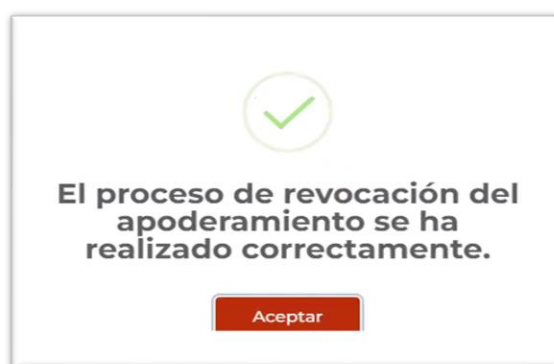 El proceso de revocación del
apoderamiento se ha
realizado correctamente.
Aceptar